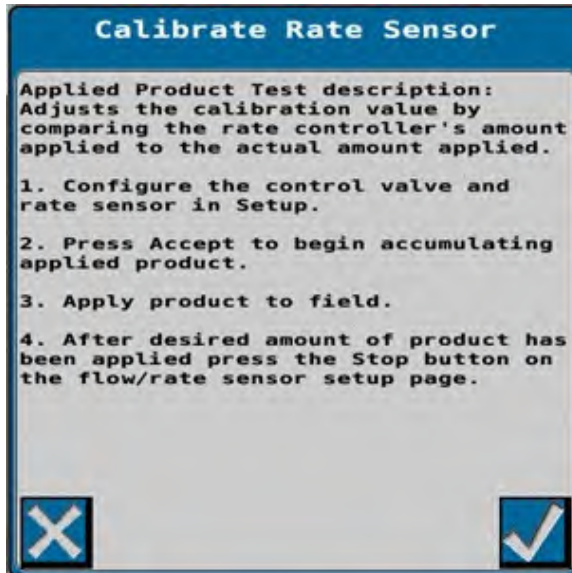 Calibrate Rate Sensor
Applied Product Test description:
Adjusts the calibration value by
comparing the rate controller's amount
applied to the actual amount applied.
1. Configure the control valve and
rate sensor in Setup.
2. Press Accept to begin accumulating
applied product.
3. Apply product to field.
4. After desired amount of product has
been applied press the Stop button on
the flow/rate sensor setup page.